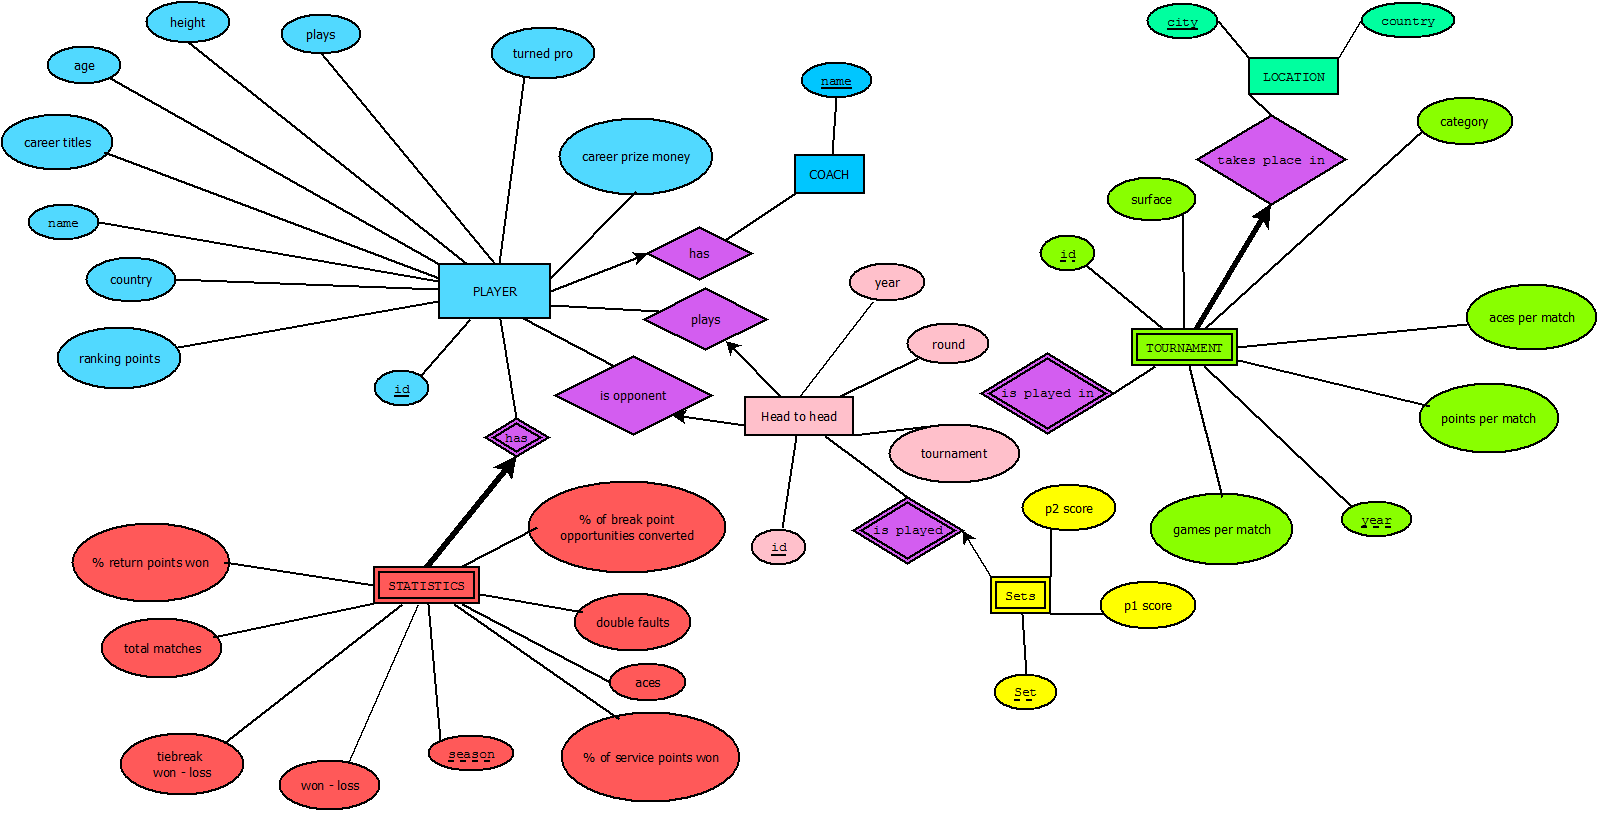 city
country
height
plays
turned pro
age
LOCATION
name
category
career titles
career prize money
takes place in
COACH
surface
name
id
has
country
year
PLAYER
plays
aces per match
round
TOURNAMENT
ranking points
id
is opponent
is played in
Head to head
points per match
has
tournament
p2 score
% of break point
opportunities converted
year
is played
games per match
id
% return points won
STATISTICS
Sets
p1 score
double faults
total matches
aces
Set
tiebreak
won - loss
season
% of service points won
won - loss